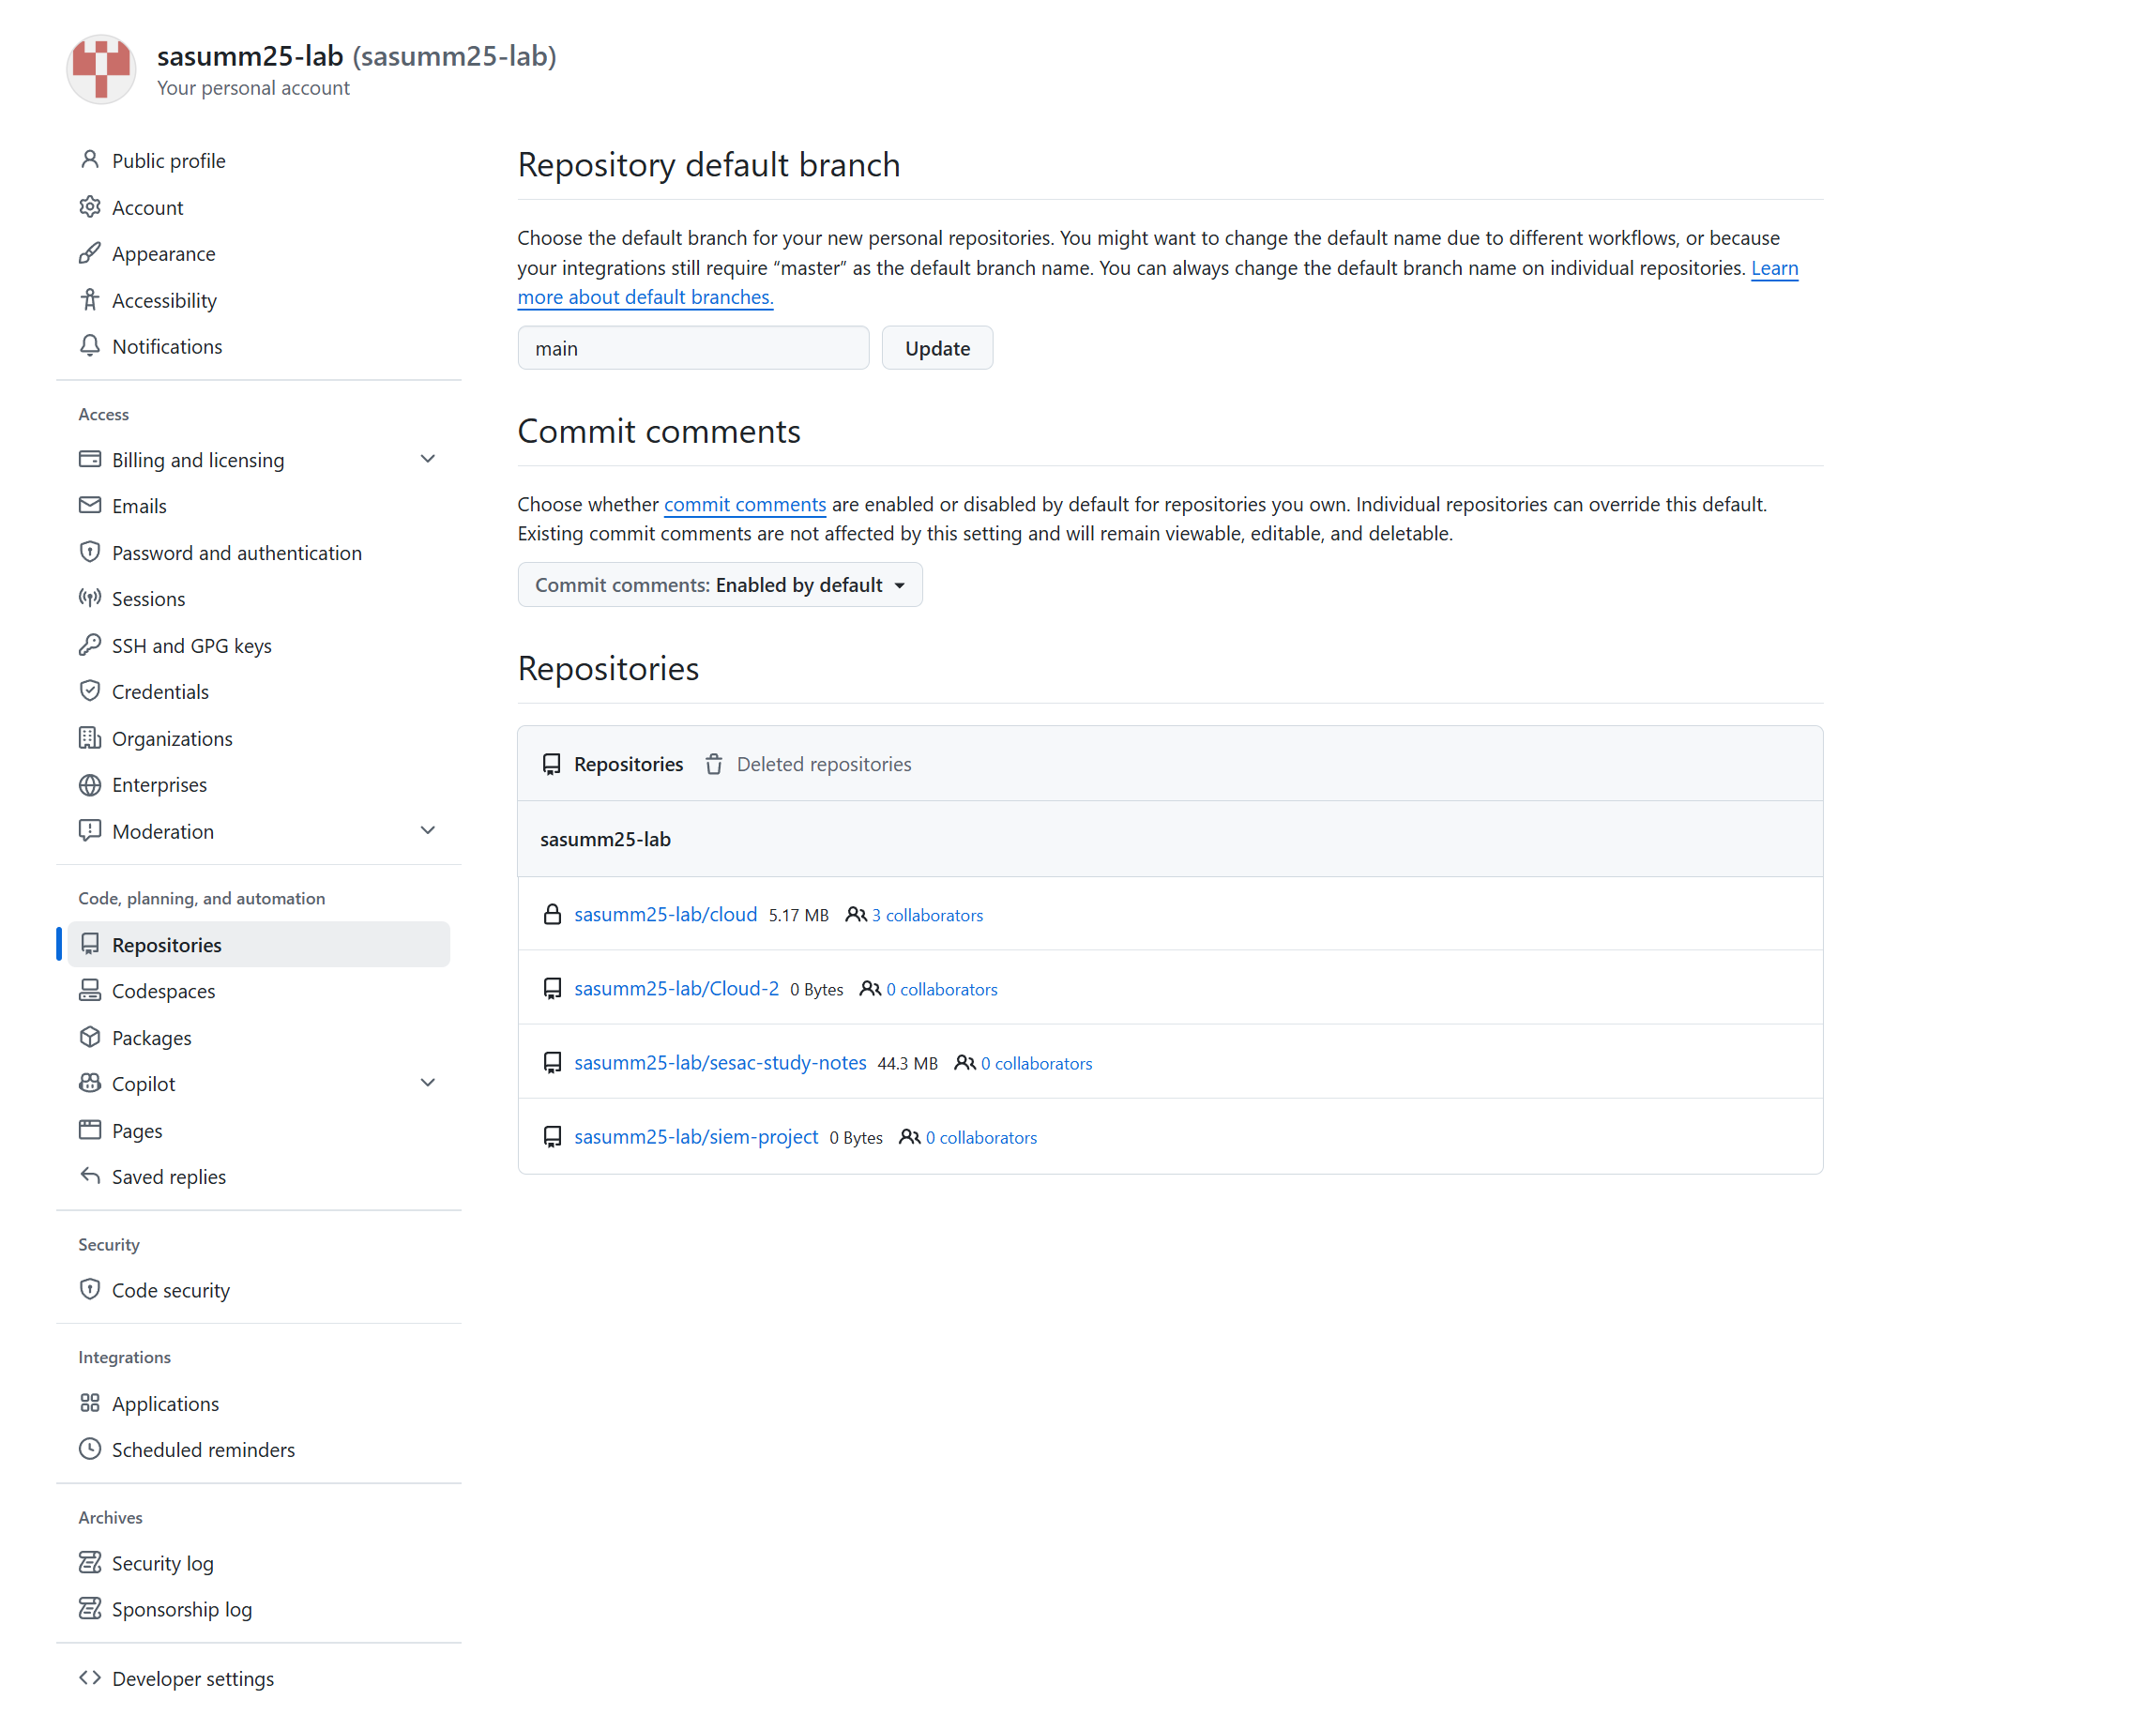 sasumm25-lab (sasumm25-lab)
Your personal account
Public profile
Account
Appearance
Accessibility
Notifications
Access
Billing and licensing
Emails
Password and authentication
Sessions
SSH and GPG keys
Credentials
Organizations
Enterprises
Moderation
Code, planning, and automation
Repositories
Codespaces
Packages
Copilot
Pages
Saved replies
Security
Code security
Integrations
Applications
Scheduled reminders
Archives
Security log
Sponsorship log
Developer settings
Repository default branch
Choose the default branch for your new personal repositories. You might want to change the default name due to different workflows, or because
your integrations still require “master” as the default branch name. You can always change the default branch name on individual repositories. Learn
more about default branches.
main
Update
Commit comments
Choose whether commit comments are enabled or disabled by default for repositories you own. Individual repositories can override this default.
Existing commit comments are not affected by this setting and will remain viewable, editable, and deletable.
Commit comments: Enabled by default
Repositories
Repositories Deleted repositories
sasumm25-lab
sasumm25-lab/cloud 5.17 MB 3 collaborators
sasumm25-lab/Cloud-2 0 Bytes 0 collaborators
sasumm25-lab/sesac-study-notes 44.3 MB 0 collaborators
sasumm25-lab/siem-project 0 Bytes 0 collaborators